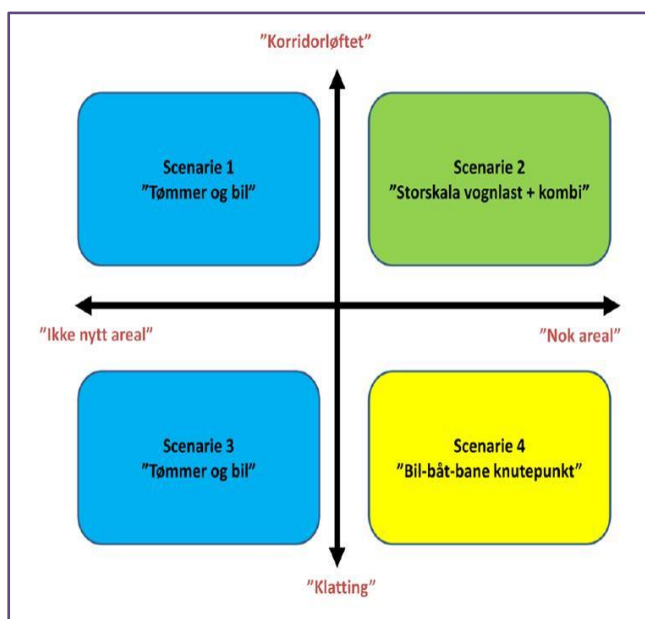 ”Korridorløftet”
Scenarie 1
”Tømmer og bil”
Scenarie 2
”Storskala vognlast + kombi”
”Ikke nytt areal”
”Nok areal”
Scenarie 3
”Tømmer og bil”
Scenarie 4
”Bil-båt-bane knutepunkt”
”Klatting”